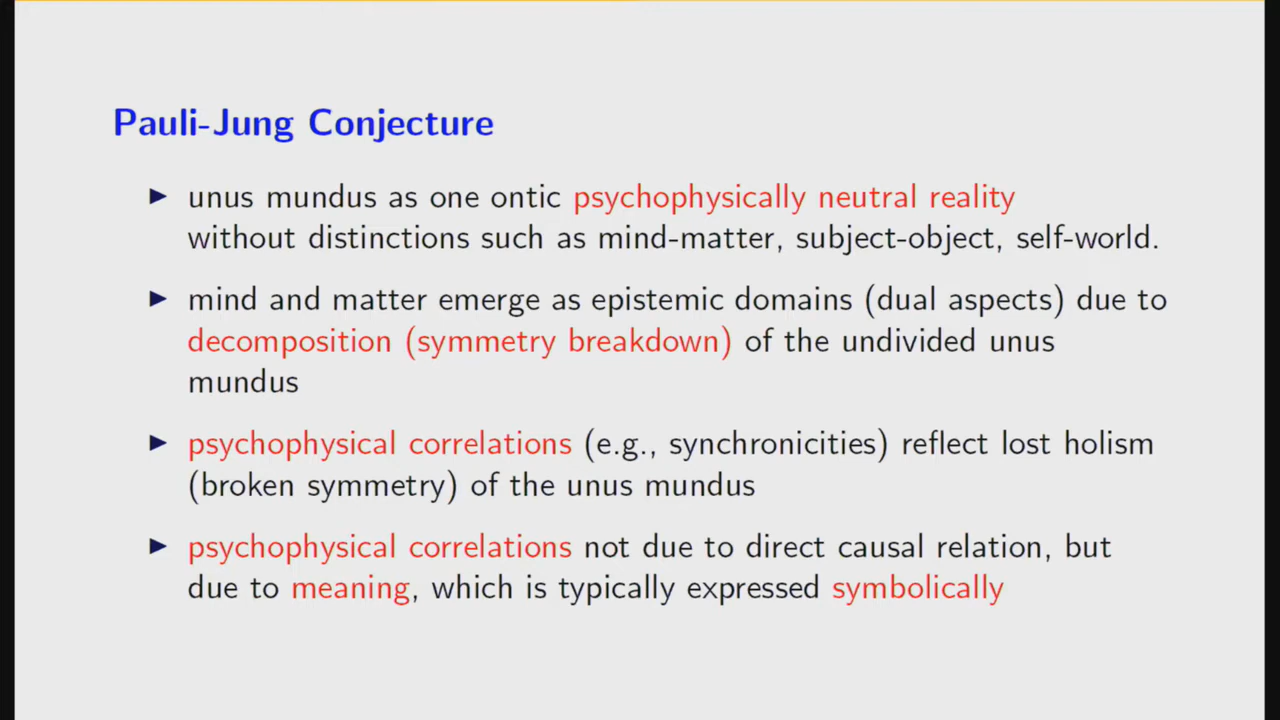 Pauli-Jung Conjecture
▶ unus mundus as one ontic psychophysically neutral reality
without distinctions such as mind-matter, subject-object, self-world.
▶ mind and matter emerge as epistemic domains (dual aspects) due to
decomposition (symmetry breakdown) of the undivided unus
mundus
▶ psychophysical correlations (e.g., synchronicities) reflect lost holism
(broken symmetry) of the unus mundus
▶ psychophysical correlations not due to direct causal relation, but
due to meaning, which is typically expressed symbolically